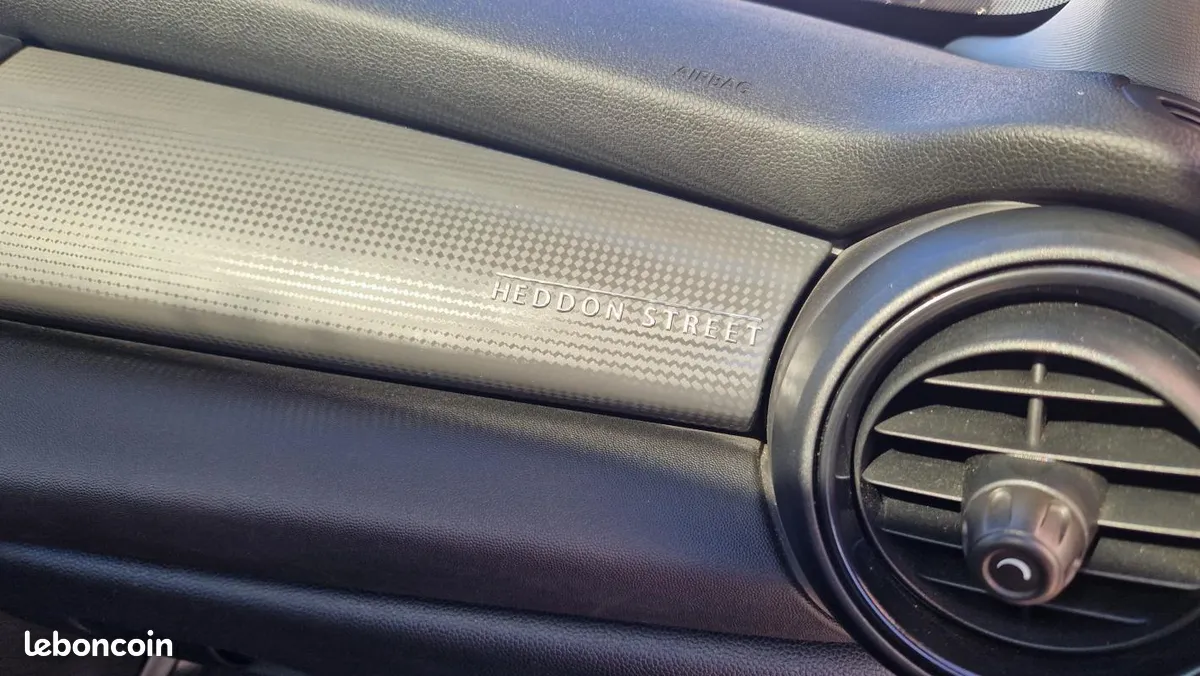 AIRBAG
HEDDON STREET
leboncoin